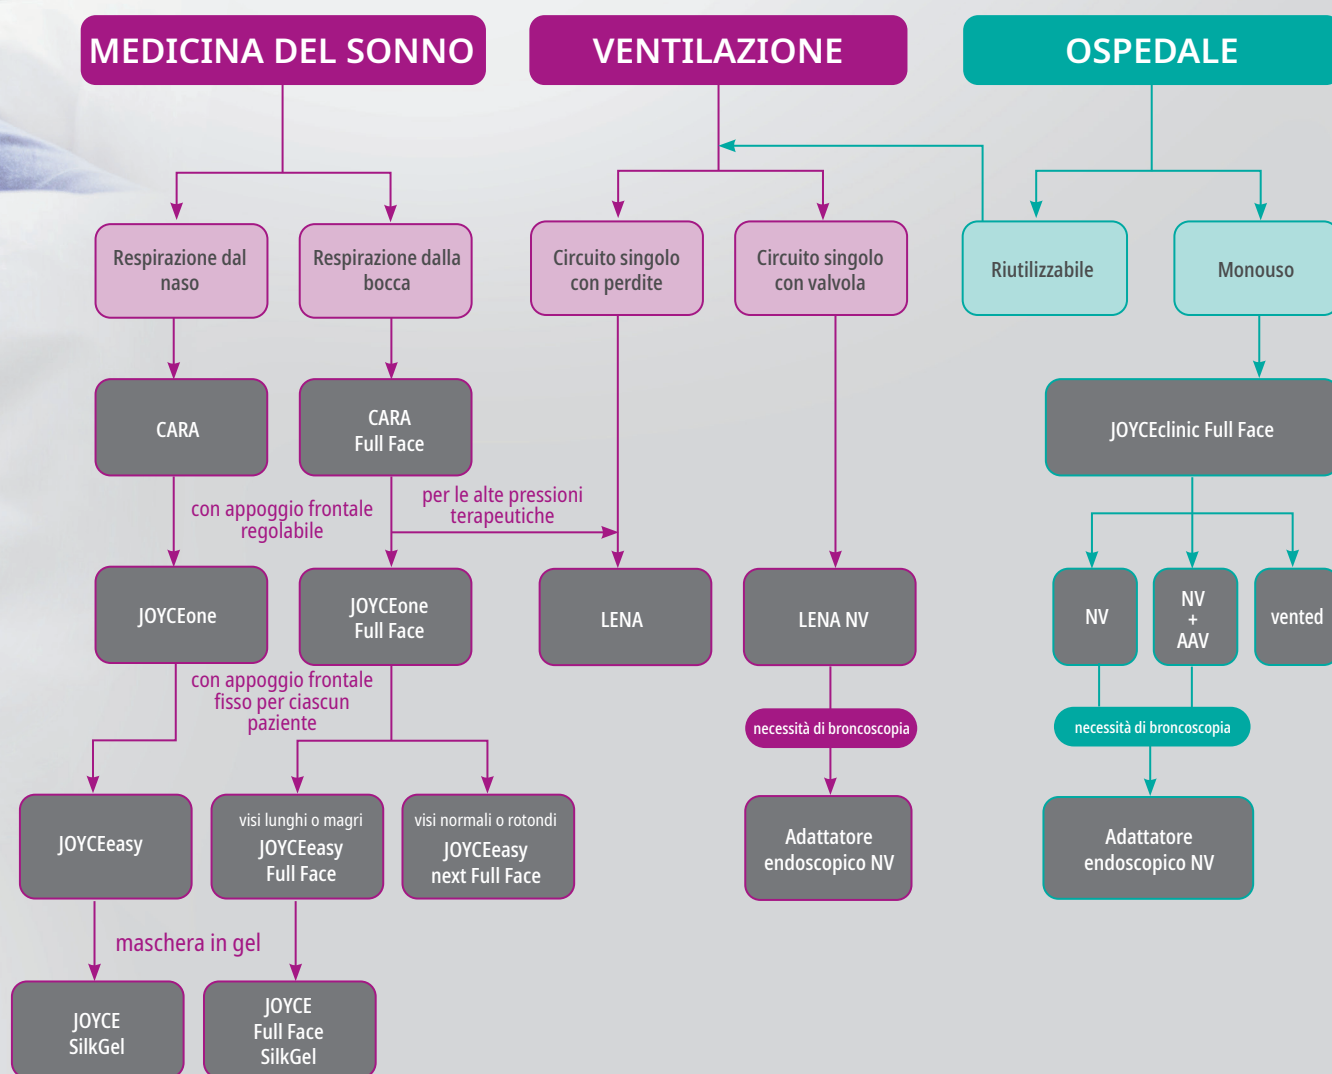 MEDICINA DEL SONNO
VENTILAZIONE
OSPEDALE
Respirazione dal
naso
Respirazione dalla
bocca
Circuito singolo
con perdite
Circuito singolo
con valvola
Riutilizzabile
Monouso
CARA
CARA
Full Face
JOYCEclinic Full Face
con appoggio frontale
regolabile
per le alte pressioni
terapeutiche
JOYCEone
JOYCEone
Full Face
LENA
LENA NV
NV
NV
+
AAV
vented
con appoggio frontale
fisso per ciascun
paziente
necessità di broncoscopia
necessità di broncoscopia
JOYCEeasy
visi lunghi o magri
JOYCEeasy
Full Face
visi normali o rotondi
JOYCEeasy
next Full Face
Adattatore
endoscopico NV
Adattatore
endoscopico NV
maschera in gel
JOYCE
SilkGel
JOYCE
Full Face
SilkGel